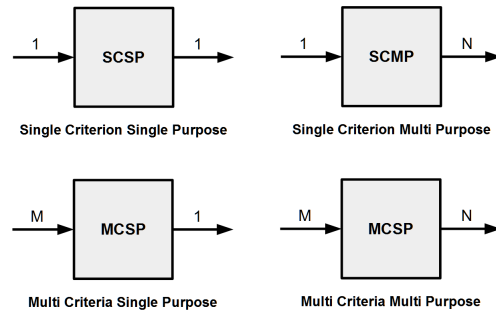 1 SCSP 1
1 SCMP N
Single Criterion Single Purpose
Single Criterion Multi Purpose
M MCSP 1
M MCSP N
Multi Criteria Single Purpose
Multi Criteria Multi Purpose